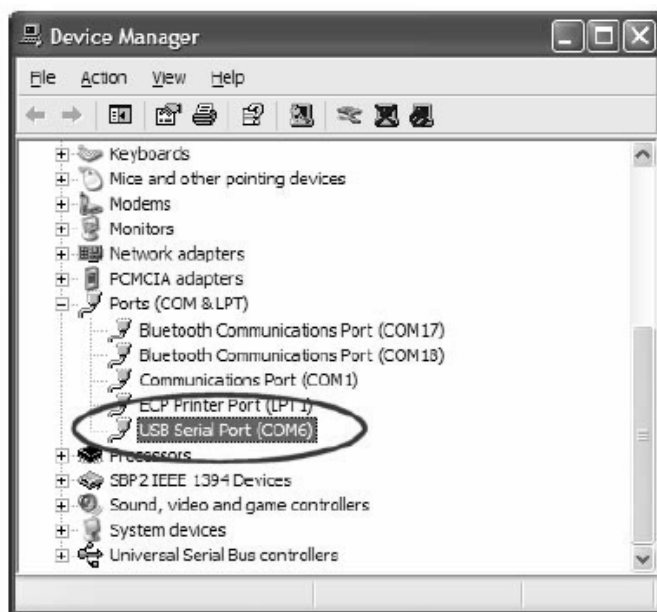 Device Manager
File Action View Help
Keyboards
Mice and other pointing devices
Modems
Monitors
Network adapters
PCMCIA adapters
Ports (COM & LPT)
Bluetooth Communications Port (COM17)
Bluetooth Communications Port (COM18)
Communications Port (COM1)
ECP Printer Port (LPT1)
USB Serial Port (COM6)
Processors
SBP2 IEEE 1394 Devices
Sound, video and game controllers
System devices
Universal Serial Bus controllers